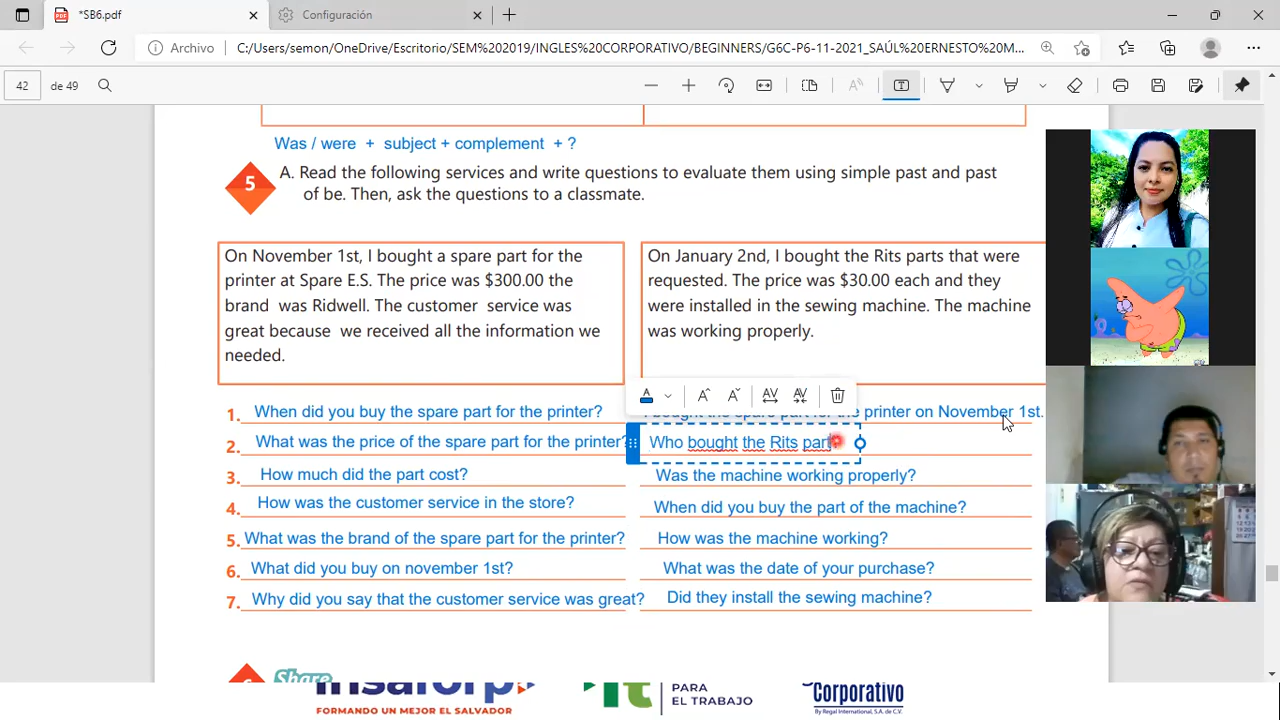 *SB6.pdf
Configuración
Archivo
C:/Users/semon/OneDrive/Escritorio/SEM%202019/INGLES%20CORPORATIVO/BEGINNERS/G6C-P6-11-2021_SAÚL%20ERNESTO%20M...
42 de 49
Was / were + subject + complement + ?
5
A. Read the following services and write questions to evaluate them using simple past and past
of be. Then, ask the questions to a classmate.
On November 1st, I bought a spare part for the
printer at Spare E.S. The price was $300.00 the
brand was Ridwell. The customer service was
great because we received all the information we
needed.
On January 2nd, I bought the Rits parts that were
requested. The price was $30.00 each and they
were installed in the sewing machine. The machine
was working properly.
1. When did you buy the spare part for the printer?
I bought the spare part for the printer on November 1st.
2. What was the price of the spare part for the printer?
Who bought the Rits part
3. How much did the part cost?
Was the machine working properly?
4. How was the customer service in the store?
When did you buy the part of the machine?
5. What was the brand of the spare part for the printer?
How was the machine working?
6. What did you buy on november 1st?
What was the date of your purchase?
7. Why did you say that the customer service was great?
Did they install the sewing machine?
Share
insaforp
FORMANDO UN MEJOR EL SALVADOR
PARA
EL TRABAJO
Corporativo
By Regal International, S.A. de C.V.